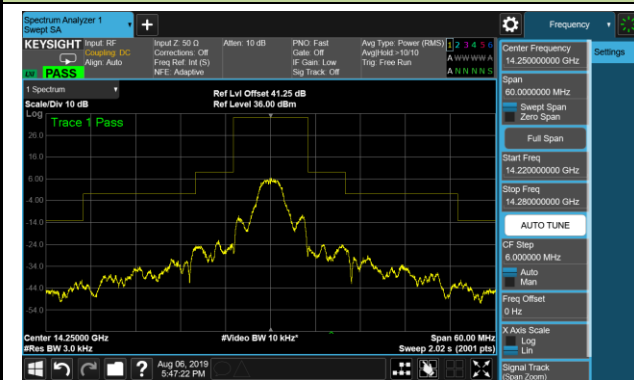 Spectrum Analyzer 1
Swept SA
Frequency
KEYSIGHT
Input: RF
Coupling: DC
Align: Auto
Input Z: 50 Ω
Corrections: Off
Freq Ref: Int (S)
NFE: Adaptive
Atten: 10 dB
PNO: Fast
Gate: Off
IF Gain: Low
Sig Track: Off
Avg Type: Power (RMS)
Avg|Hold:>10/10
Trig: Free Run
1 2 3 4 5 6
A W W W W A
A N N N N S
PASS
1 Spectrum
Scale/Div 10 dB
Log
Ref Lvl Offset 41.25 dB
Ref Level 36.00 dBm
Trace 1 Pass
26.0
16.0
6.00
-4.00
-14.0
-24.0
-34.0
-44.0
-54.0
Center 14.25000 GHz
#Res BW 3.0 kHz
#Video BW 10 kHz*
Span 60.00 MHz
Sweep 2.02 s (2001 pts)
Aug 06, 2019
5:47:22 PM
Settings
Center Frequency
14.250000000 GHz
Span
60.0000000 MHz
Swept Span
Zero Span
Full Span
Start Freq
14.220000000 GHz
Stop Freq
14.280000000 GHz
AUTO TUNE
CF Step
6.000000 MHz
Auto
Man
Freq Offset
0 Hz
X Axis Scale
Log
Lin
Signal Track
(Span Zoom)